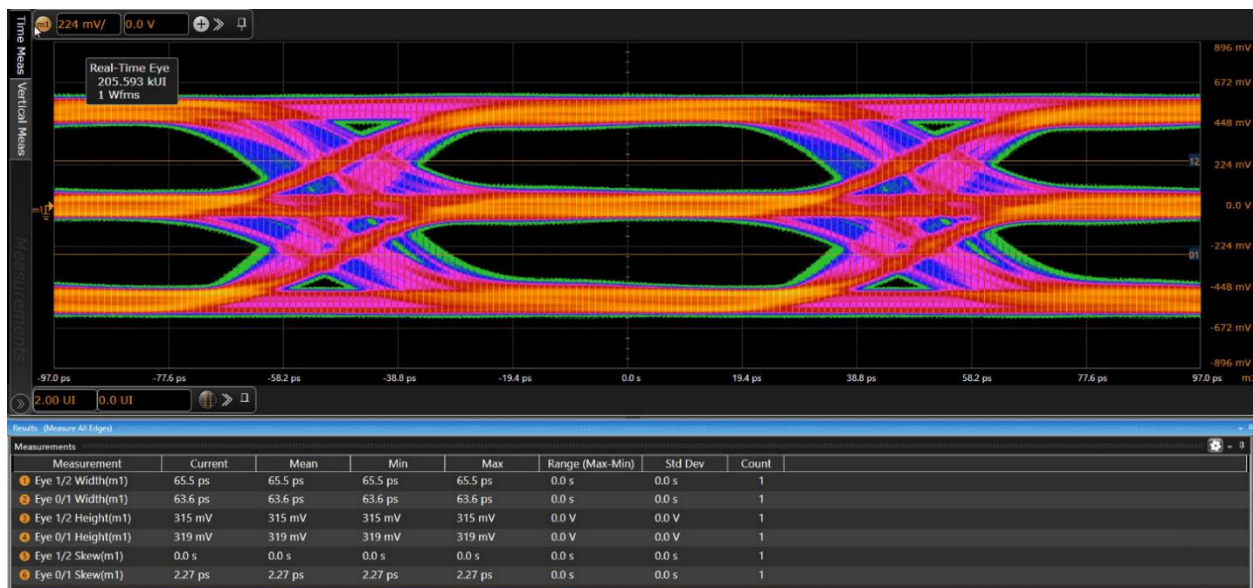 Time Meas
Vertical Meas
Measurements
m1 224 mV/ 0.0 V
Real-Time Eye
205.593 kUI
1 Wfms
896 mV
672 mV
448 mV
224 mV
0.0 V
-224 mV
-448 mV
-672 mV
-896 mV
12
01
m1
-97.0 ps -77.6 ps -58.2 ps -38.8 ps -19.4 ps 0.0 s 19.4 ps 38.8 ps 58.2 ps 77.6 ps 97.0 ps
2.00 UI 0.0 UI
Results (Measure All Edges)
Measurements
Measurement Current Mean Min Max Range (Max-Min) Std Dev Count
1 Eye 1/2 Width(m1) 65.5 ps 65.5 ps 65.5 ps 65.5 ps 0.0 s 0.0 s 1
2 Eye 0/1 Width(m1) 63.6 ps 63.6 ps 63.6 ps 63.6 ps 0.0 s 0.0 s 1
3 Eye 1/2 Height(m1) 315 mV 315 mV 315 mV 315 mV 0.0 V 0.0 V 1
4 Eye 0/1 Height(m1) 319 mV 319 mV 319 mV 319 mV 0.0 V 0.0 V 1
5 Eye 1/2 Skew(m1) 0.0 s 0.0 s 0.0 s 0.0 s 0.0 s 0.0 s 1
6 Eye 0/1 Skew(m1) 2.27 ps 2.27 ps 2.27 ps 2.27 ps 0.0 s 0.0 s 1